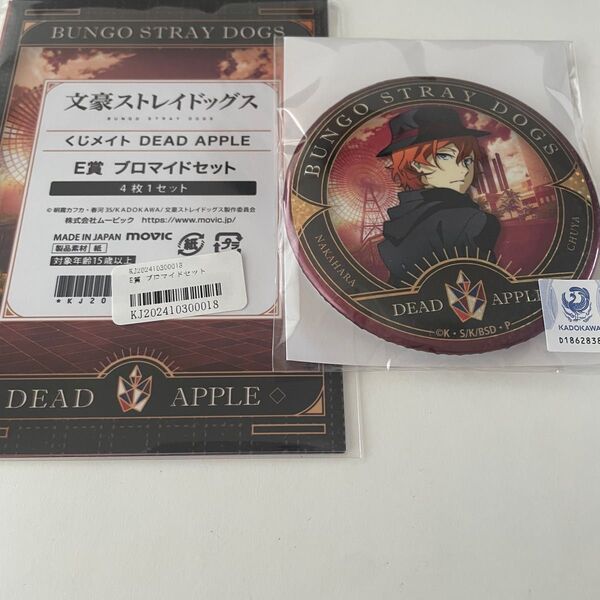 BUNGO STRAY DOGS
文豪ストレイドッグス
BUNGO STRAY DOGS
くじメイト DEAD APPLE
E賞 ブロマイドセット
4枚1セット
© 朝霧カフカ・春河35/KADOKAWA/文豪ストレイドッグス製作委員会
株式会社ムービック https://www.movic.jp/
MADE IN JAPAN movic 紙 プラ
製品素材 紙
対象年齢15歳以上
*KJ20
KJ202410300018
E賞 ブロマイドセット
KJ202410300018
DEAD APPLE
BUNGO STRAY DOGS
NAKAHARA
CHUYA
DEAD APPLE
©K・S/K/BSD・P
KADOKAWA
D1862838